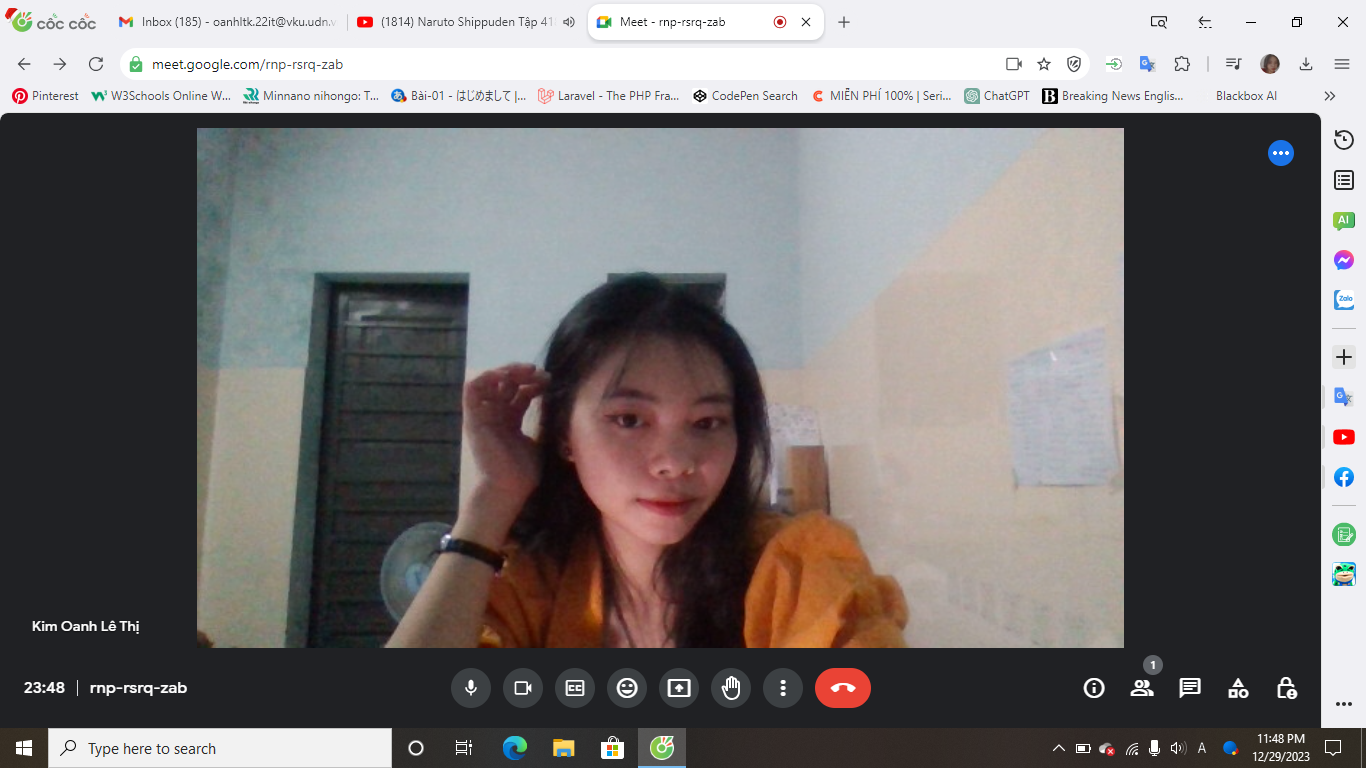 cốc cốc
Inbox (185) - oanhltk.22it@vku.udn.v
(1814) Naruto Shippuden Tập 41
Meet - rnp-rsrq-zab
meet.google.com/rnp-rsrq-zab
Pinterest
W3Schools Online W...
Minnano nihongo: T...
Bài-01 - はじめまして |...
Laravel - The PHP Fra...
CodePen Search
MIỄN PHÍ 100% | Seri...
ChatGPT
Breaking News Englis...
Blackbox AI
AI
Zalo
Kim Oanh Lê Thị
23:48
rnp-rsrq-zab
1
Type here to search
A
11:48 PM
12/29/2023